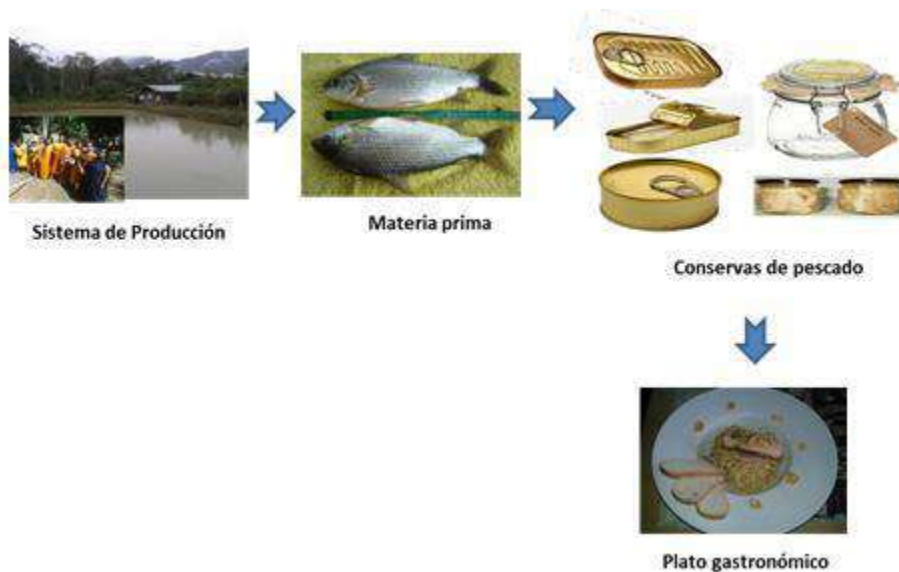 Sistema de Producción
Materia prima
Conservas de pescado
Plato gastronómico